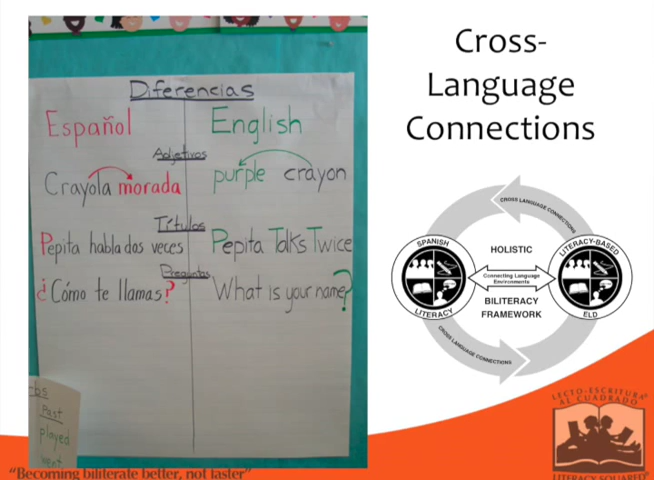 Diferencias
Español English
Adjetivos
Crayola morada purple crayon
Títulos
Pepita habla dos veces Pepita Talks Twice
Preguntas
¿Cómo te llamas? What is your name?
bs
Past
played
went
Cross-
Language
Connections
CROSS LANGUAGE CONNECTIONS
SPANISH
LITERACY
HOLISTIC
Connecting Language
Environments
BILITERACY
FRAMEWORK
LITERACY-BASED
ELD
CROSS LANGUAGE CONNECTIONS
LECTO-ESCRITURA
AL CUADRADO
LITERACY SQUARED®
"Becoming biliterate better, not faster"